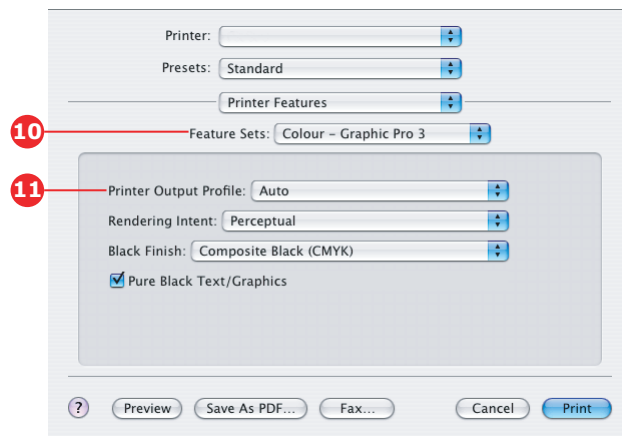 Printer:
Presets: Standard
Printer Features
10 Feature Sets: Colour – Graphic Pro 3
11 Printer Output Profile: Auto
Rendering Intent: Perceptual
Black Finish: Composite Black (CMYK)
Pure Black Text/Graphics
? Preview Save As PDF... Fax... Cancel Print